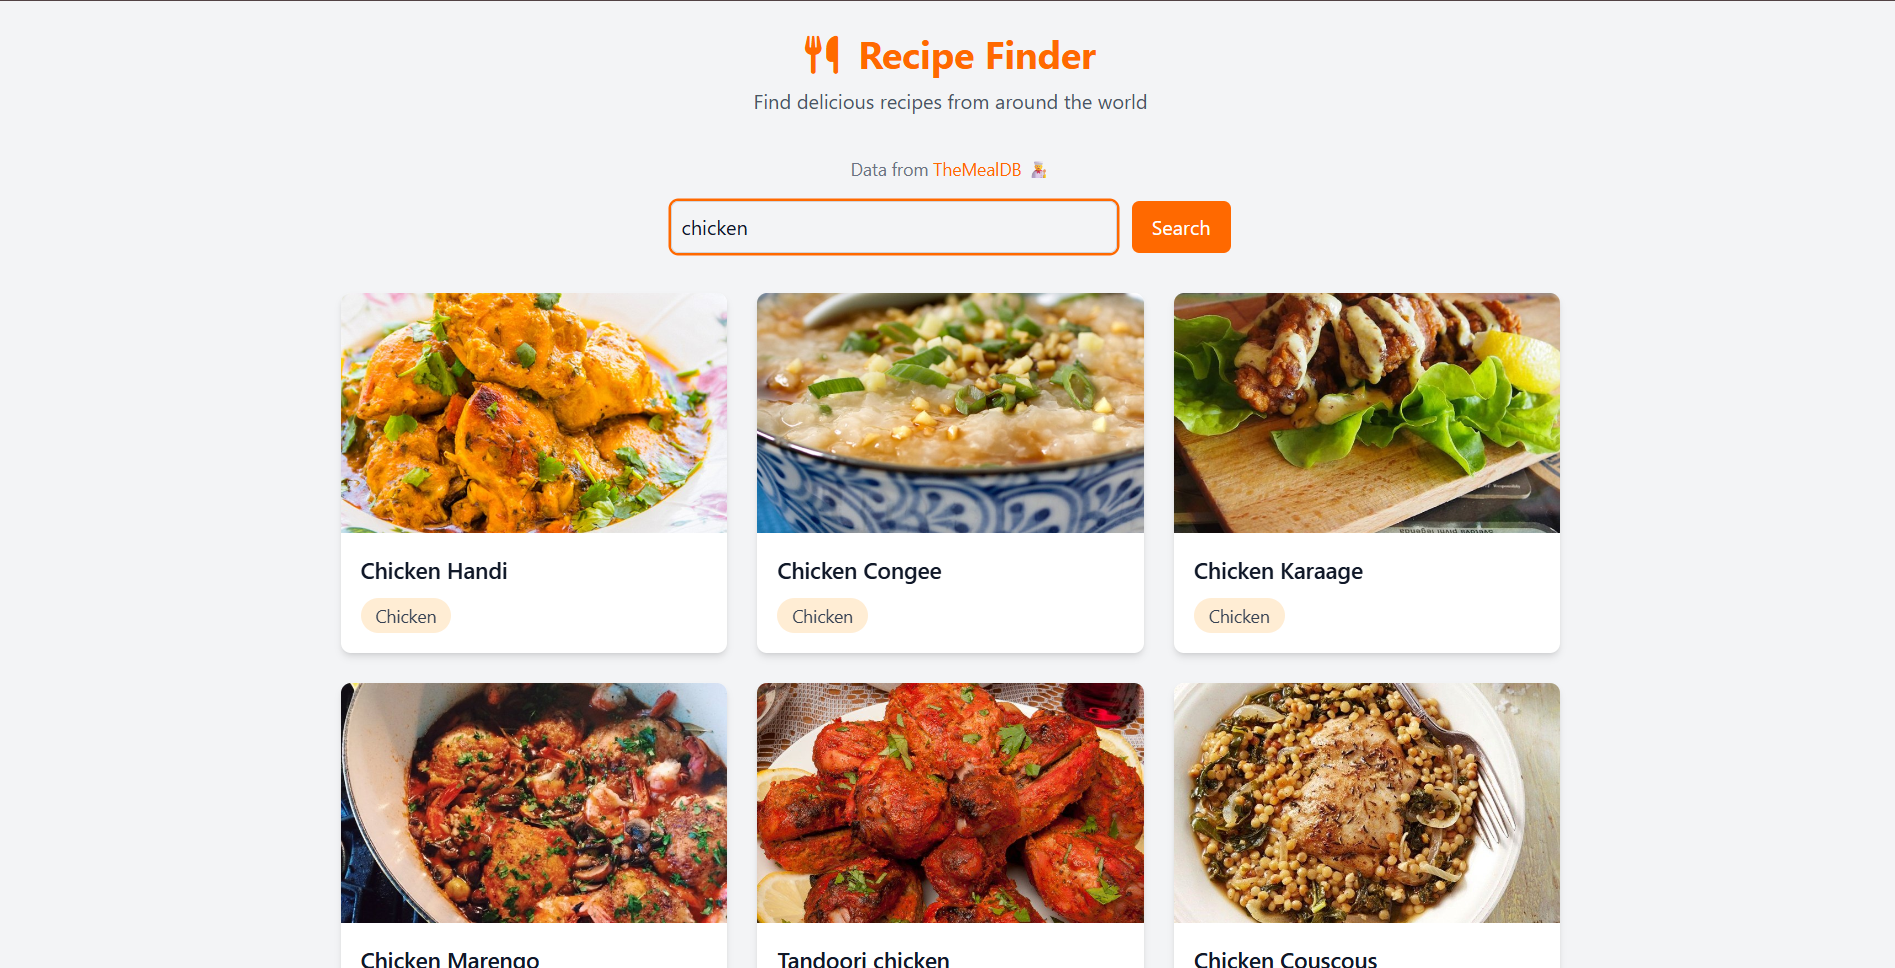 Recipe Finder
Find delicious recipes from around the world
Data from TheMealDB 👩‍🍳
chicken
Search
Chicken Handi
Chicken
Chicken Congee
Chicken
Chicken Karaage
Chicken
Chicken Marengo
Tandoori chicken
Chicken Couscous